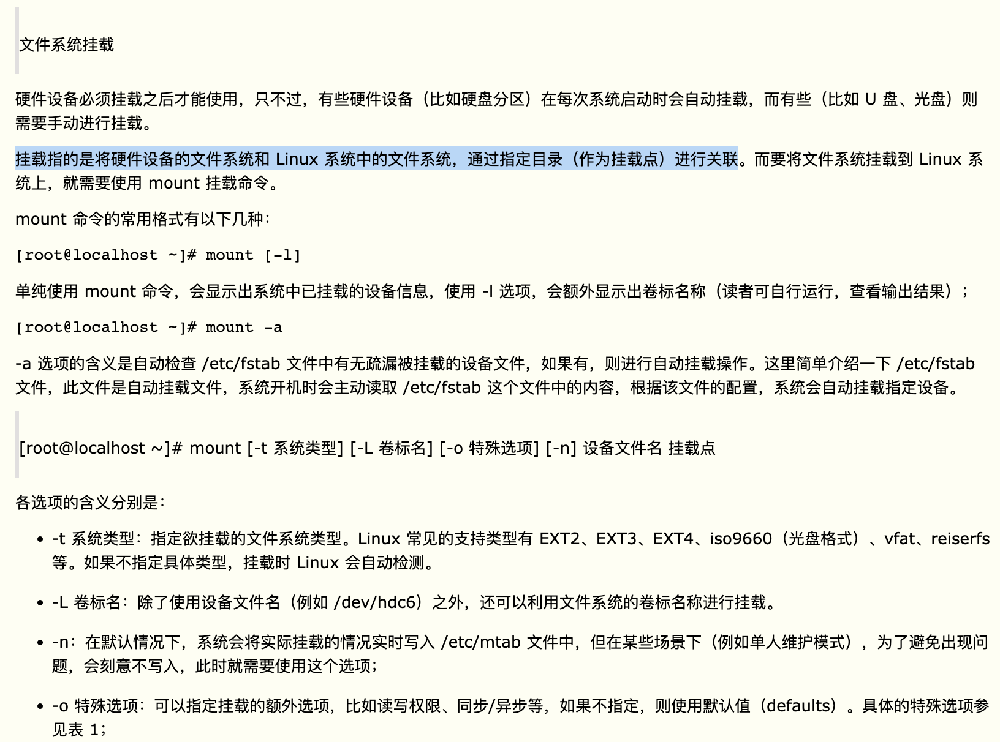 文件系统挂载
硬件设备必须挂载之后才能使用，只不过，有些硬件设备（比如硬盘分区）在每次系统启动时会自动挂载，而有些（比如 U 盘、光盘）则
需要手动进行挂载。
挂载指的是将硬件设备的文件系统和 Linux 系统中的文件系统，通过指定目录（作为挂载点）进行关联。而要将文件系统挂载到 Linux 系
统上，就需要使用 mount 挂载命令。
mount 命令的常用格式有以下几种：
[root@localhost ~]# mount [-l]
单纯使用 mount 命令，会显示出系统中已挂载的设备信息，使用 -l 选项，会额外显示出卷标名称（读者可自行运行，查看输出结果）；
[root@localhost ~]# mount -a
-a 选项的含义是自动检查 /etc/fstab 文件中有无疏漏被挂载的设备文件，如果有，则进行自动挂载操作。这里简单介绍一下 /etc/fstab
文件，此文件是自动挂载文件，系统开机时会主动读取 /etc/fstab 这个文件中的内容，根据该文件的配置，系统会自动挂载指定设备。
[root@localhost ~]# mount [-t 系统类型] [-L 卷标名] [-o 特殊选项] [-n] 设备文件名 挂载点
各选项的含义分别是：
• -t 系统类型：指定欲挂载的文件系统类型。Linux 常见的支持类型有 EXT2、EXT3、EXT4、iso9660（光盘格式）、vfat、reiserfs
等。如果不指定具体类型，挂载时 Linux 会自动检测。
• -L 卷标名：除了使用设备文件名（例如 /dev/hdc6）之外，还可以利用文件系统的卷标名称进行挂载。
• -n：在默认情况下，系统会将实际挂载的情况实时写入 /etc/mtab 文件中，但在某些场景下（例如单人维护模式），为了避免出现问
题，会刻意不写入，此时就需要使用这个选项；
• -o 特殊选项：可以指定挂载的额外选项，比如读写权限、同步/异步等，如果不指定，则使用默认值（defaults）。具体的特殊选项参
见表 1；